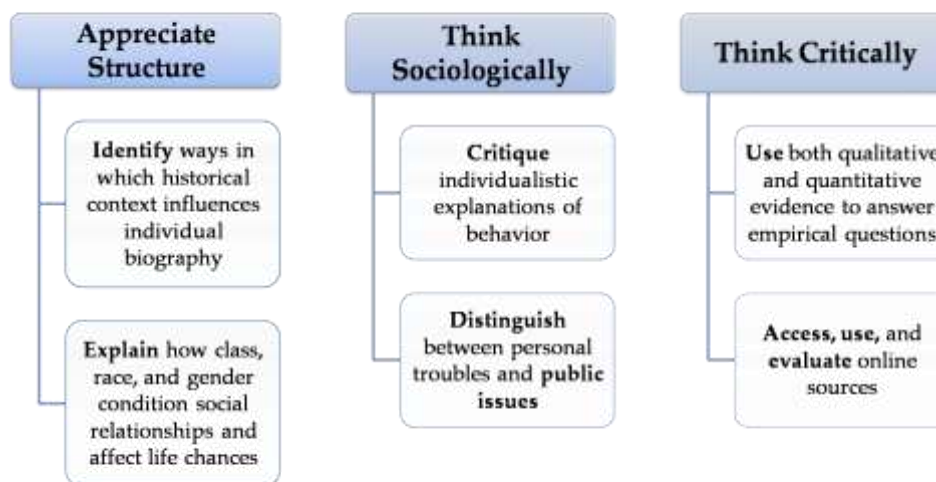 Appreciate
Structure
Identify ways in
which historical
context influences
individual
biography
Explain how class,
race, and gender
condition social
relationships and
affect life chances
Think
Sociologically
Critique
individualistic
explanations of
behavior
Distinguish
between personal
troubles and public
issues
Think Critically
Use both qualitative
and quantitative
evidence to answer
empirical questions
Access, use, and
evaluate online
sources